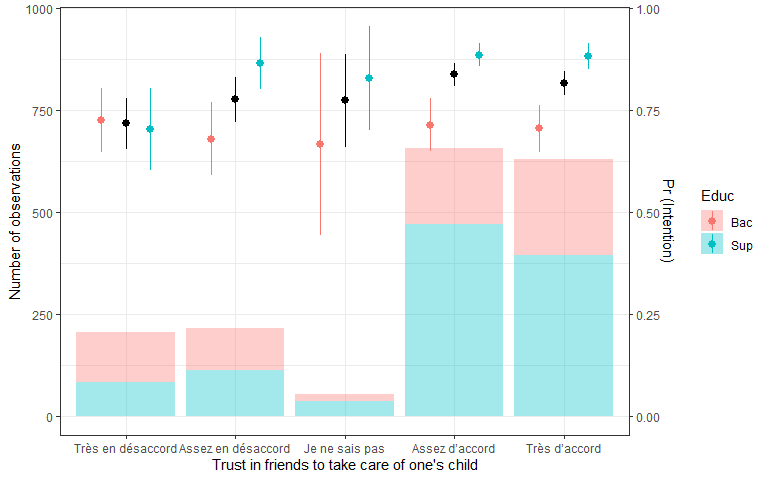 1000
750
500
250
0
Number of observations
1.00
0.75
0.50
0.25
0.00
Pr (Intention)
Très en désaccord
Assez en désaccord
Je ne sais pas
Assez d'accord
Très d'accord
Trust in friends to take care of one's child
Educ
Bac
Sup